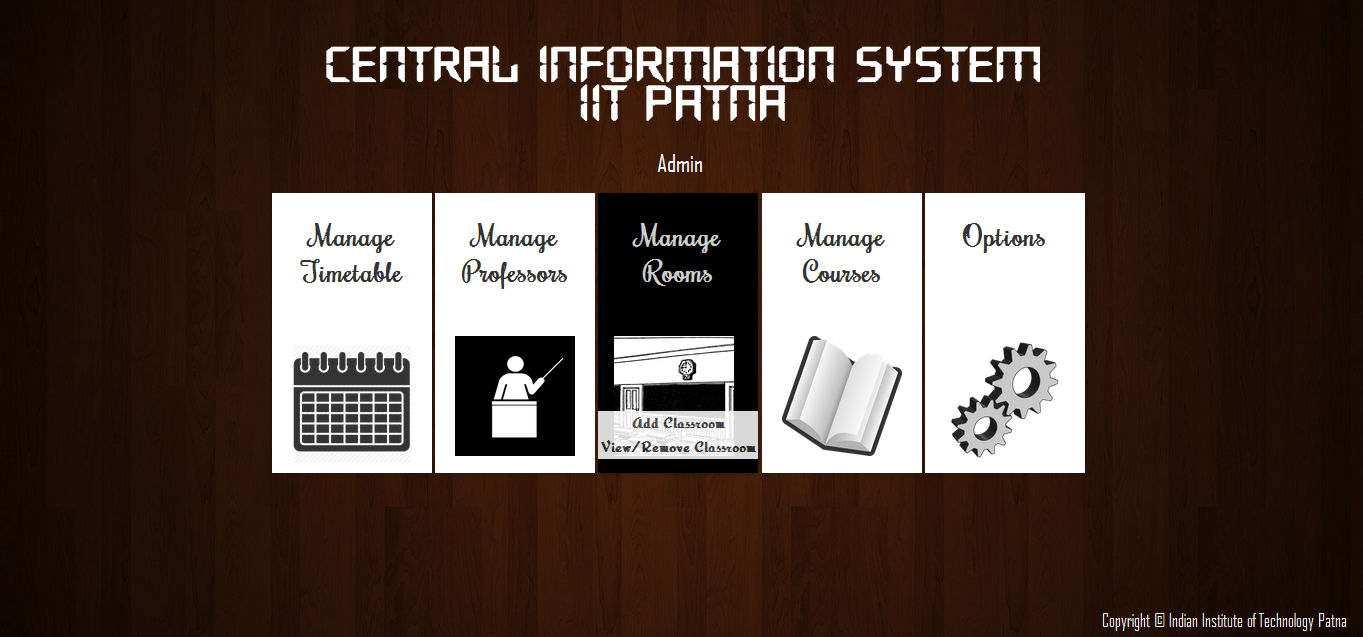 CENTRAL INFORMATION SYSTEM
IIT PATNA
Admin
Manage
Timetable
Manage
Professors
Manage
Rooms
Add Classroom
View/Remove Classroom
Manage
Courses
Options
Copyright © Indian Institute of Technology Patna